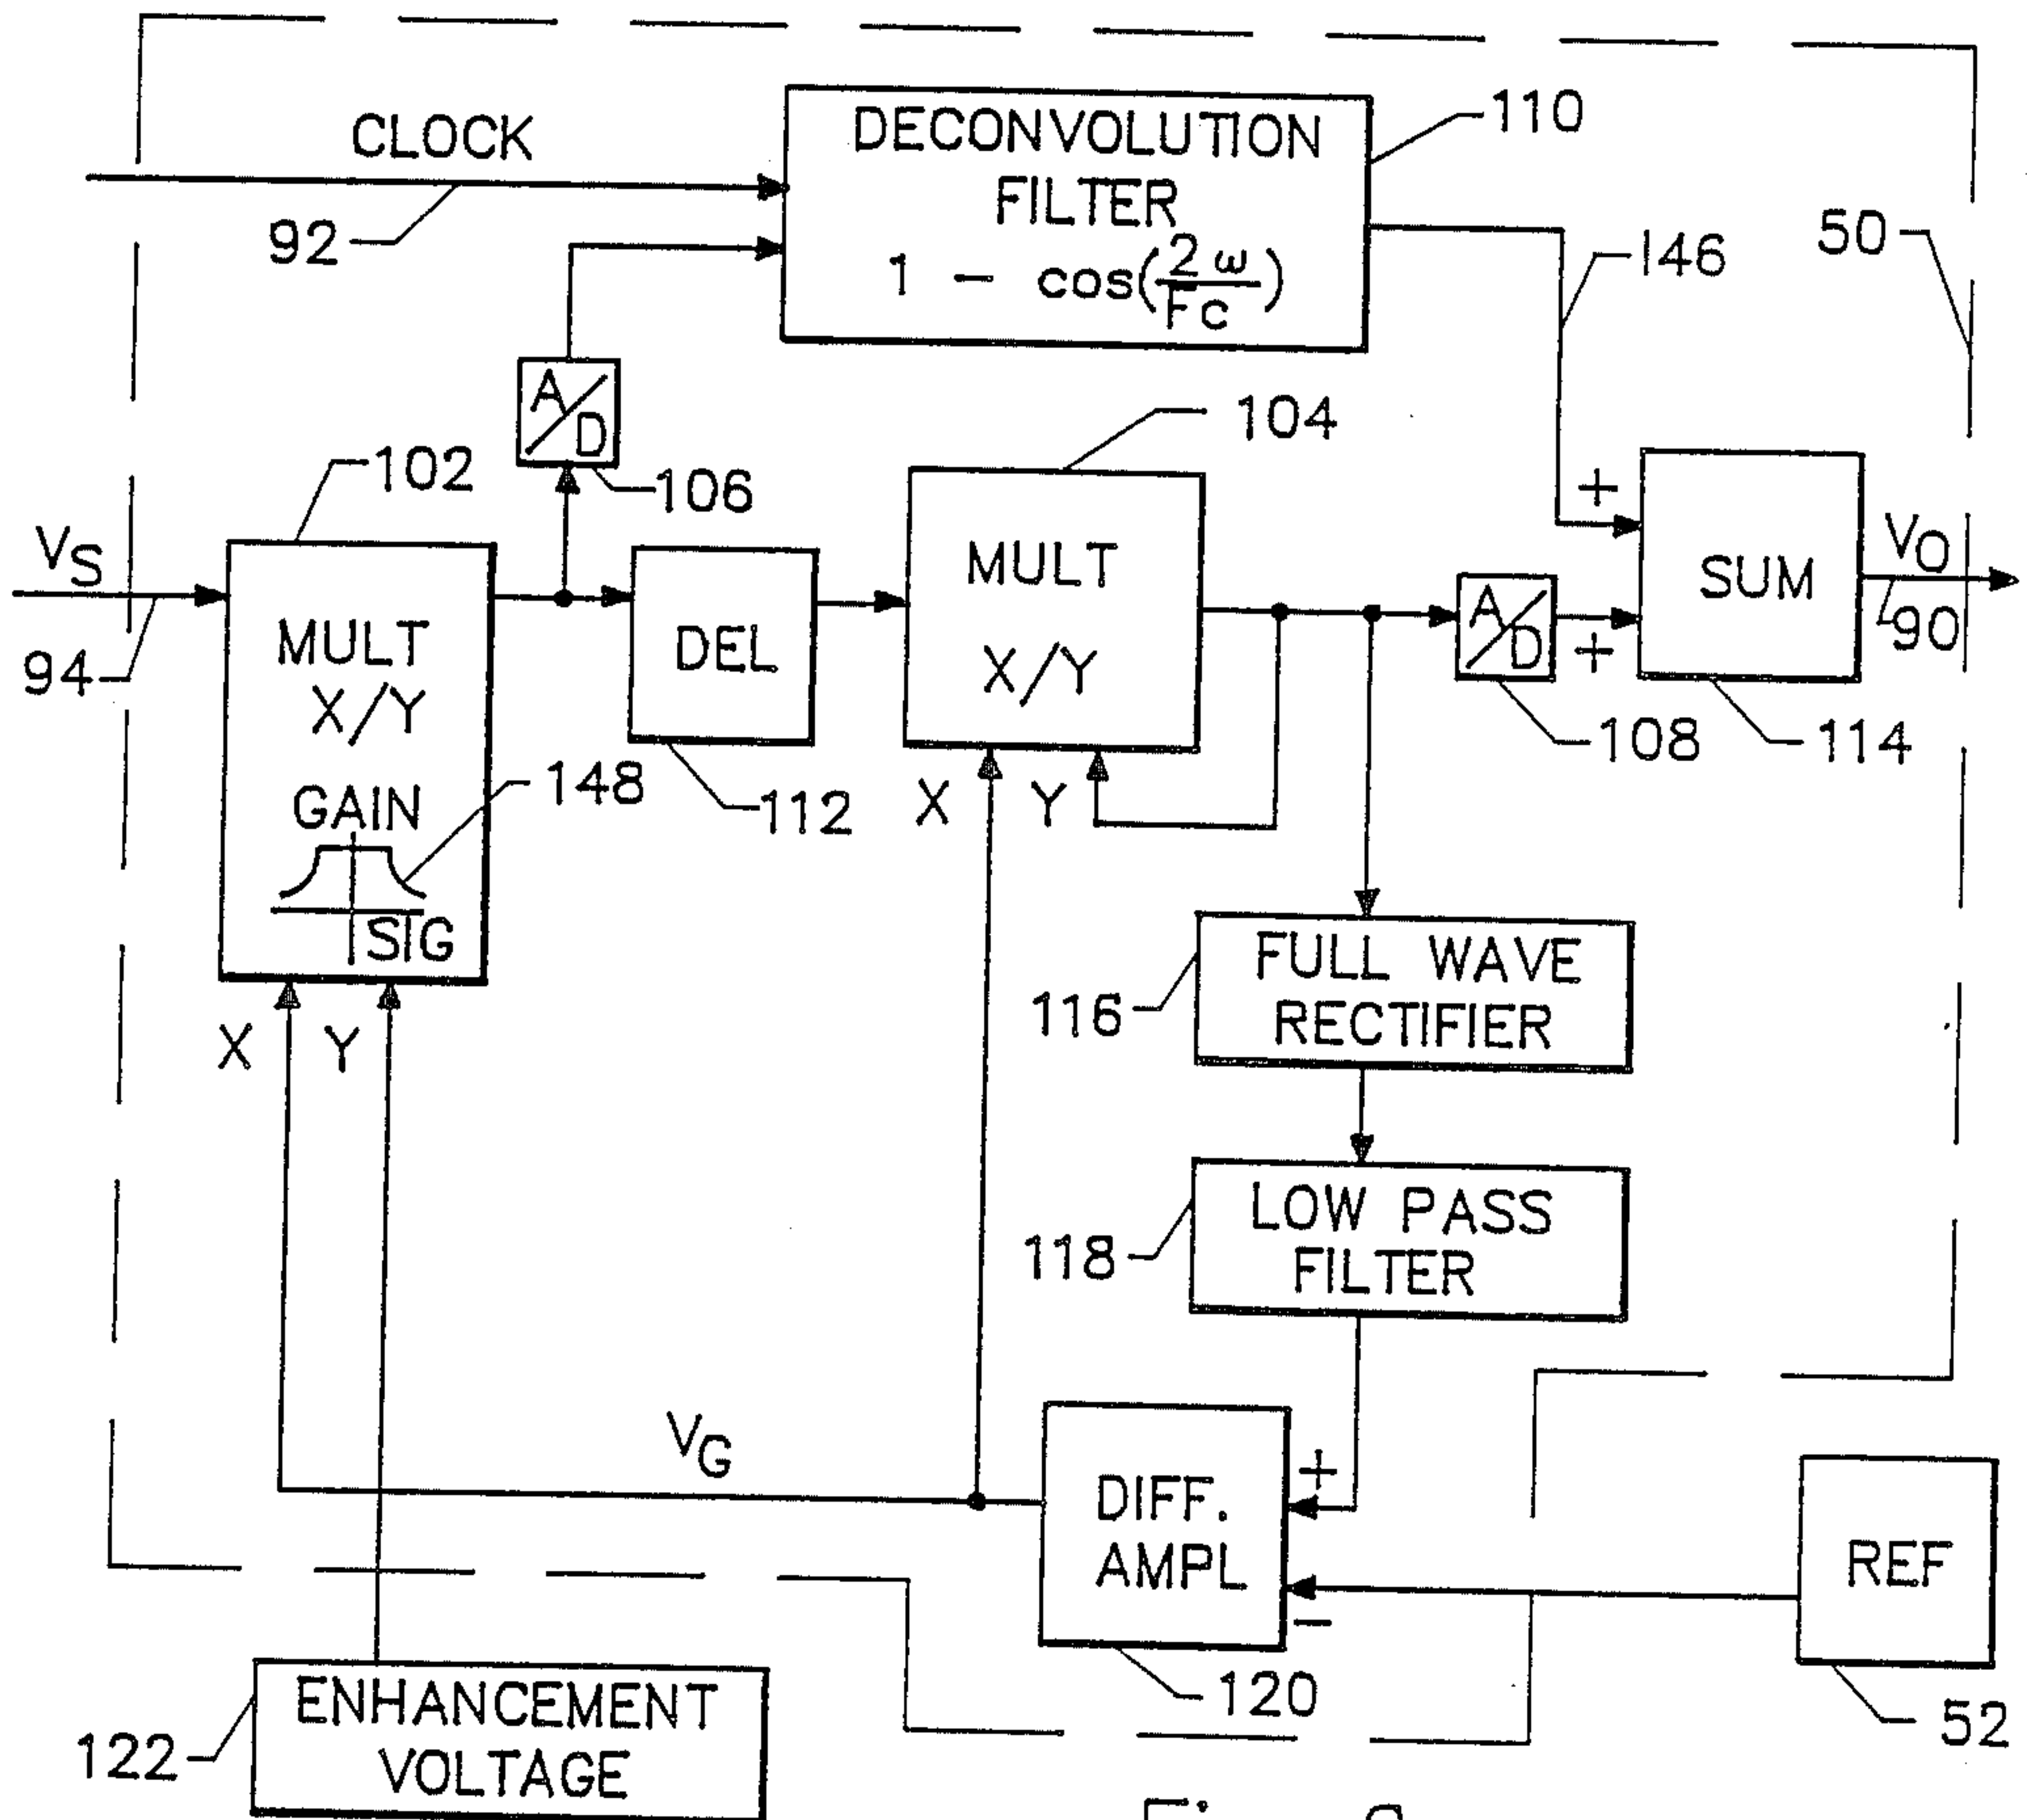 CLOCK
92
DECONVOLUTION
FILTER
1 - cos(2ω/Fc)
110
146
50
A/D
106
102
104
VS
94
MULT
X/Y
GAIN
148
SIG
X
Y
DEL
112
MULT
X/Y
X
Y
A/D
108
+
+
SUM
114
VO
90
116
FULL WAVE
RECTIFIER
118
LOW PASS
FILTER
VG
DIFF.
AMPL
+
-
120
REF
52
122
ENHANCEMENT
VOLTAGE